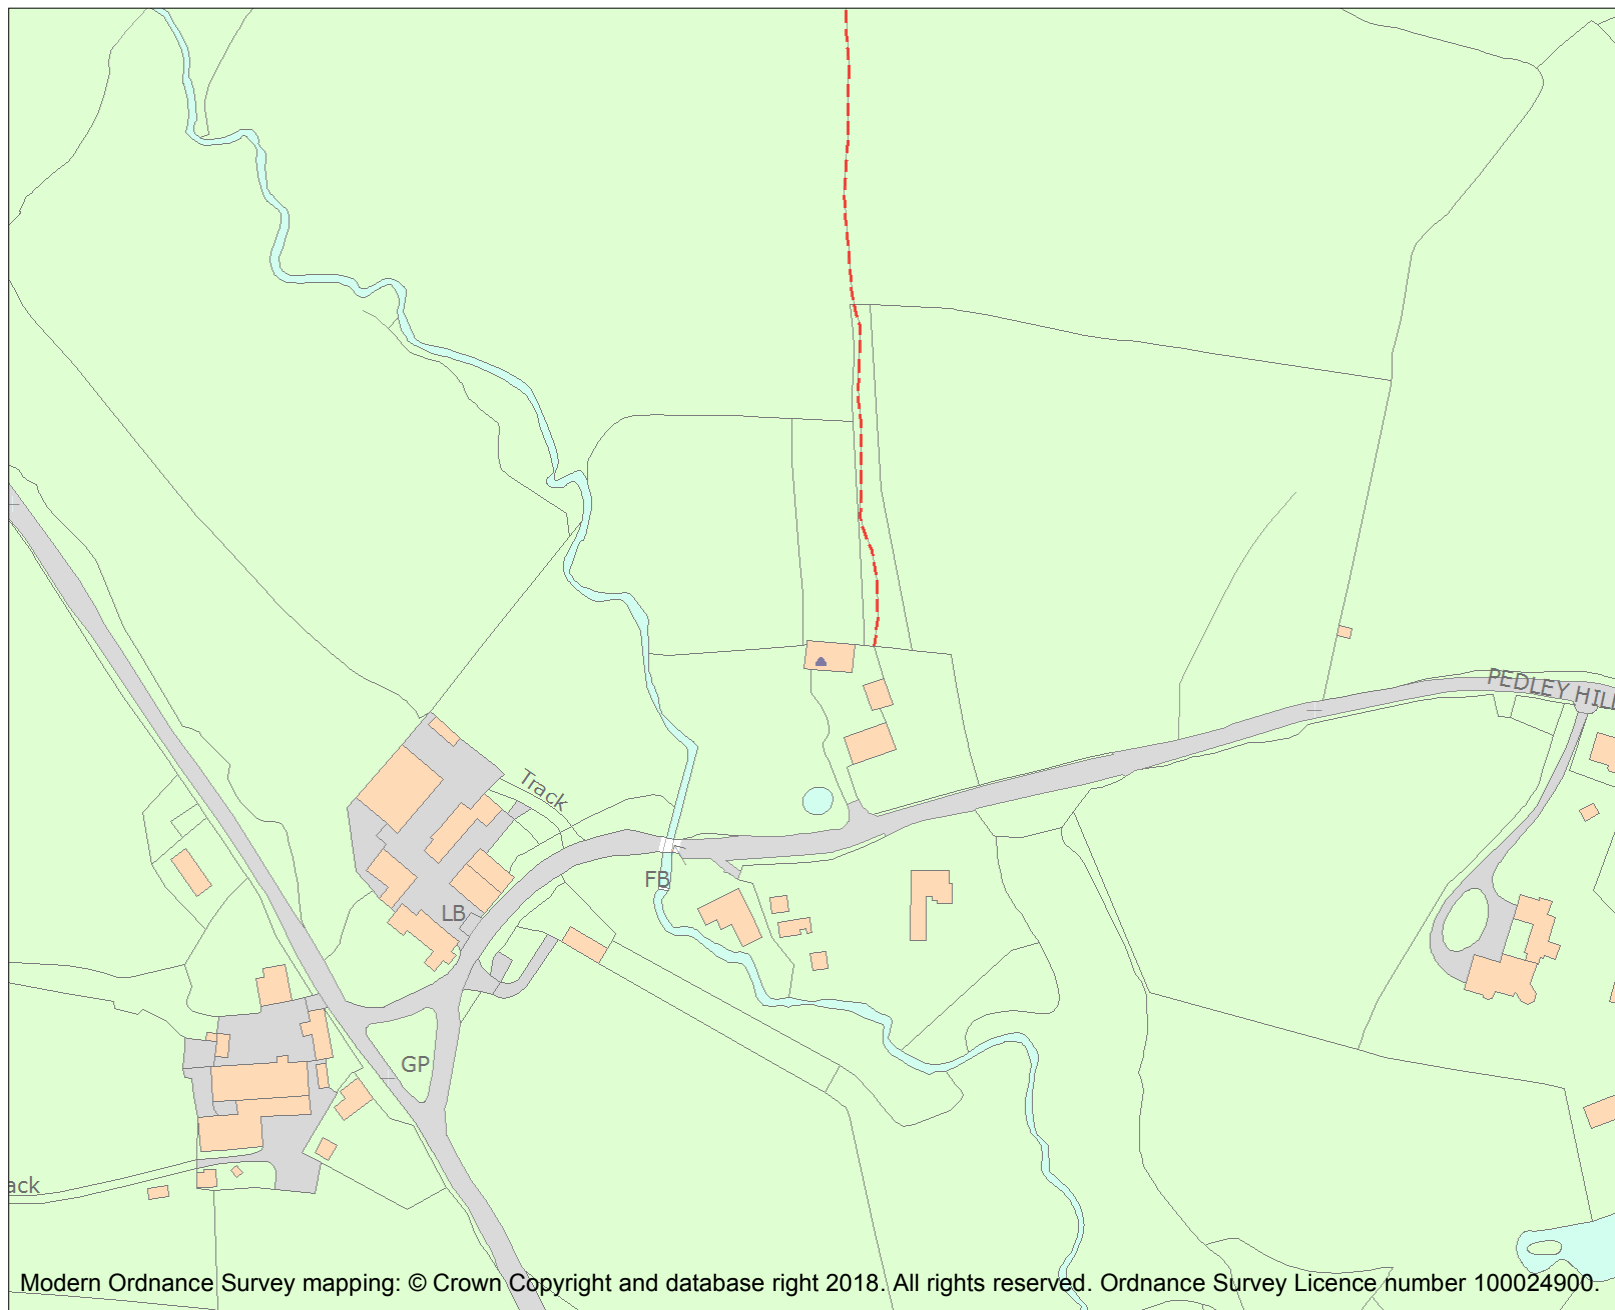 PEDLEY HILL
Track
FB
LB
GP
ack
Modern Ordnance Survey mapping: © Crown Copyright and database right 2018. All rights reserved. Ordnance Survey Licence number 100024900.